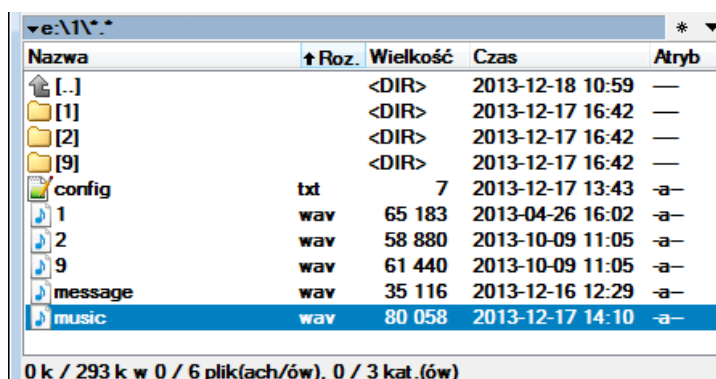 e:\1\*.* * 
Nazwa Roz. Wielkość Czas Atryb
[..] <DIR> 2013-12-18 10:59 —
[1] <DIR> 2013-12-17 16:42 —
[2] <DIR> 2013-12-17 16:42 —
[9] <DIR> 2013-12-17 16:42 —
config txt 7 2013-12-17 13:43 -a–
1 wav 65 183 2013-04-26 16:02 -a–
2 wav 58 880 2013-10-09 11:05 -a–
9 wav 61 440 2013-10-09 11:05 -a–
message wav 35 116 2013-12-16 12:29 -a–
music wav 80 058 2013-12-17 14:10 -a–
0 k / 293 k w 0 / 6 plik(ach/ów), 0 / 3 kat.(ów)